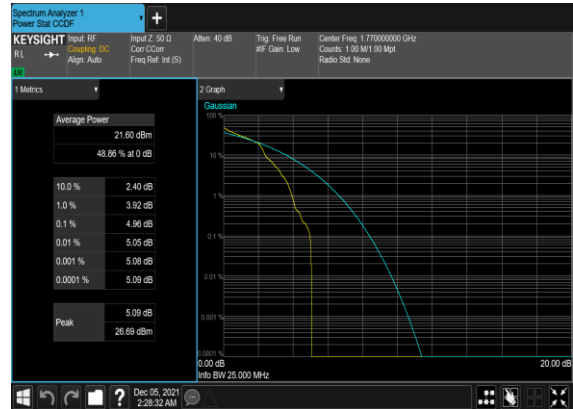 Spectrum Analyzer 1
Power Stat CCDF
KEYSIGHT
RL
LXI
Input: RF
Coupling: DC
Align: Auto
Input Z: 50 Ω
Corr CCorr
Freq Ref: Int (S)
Atten: 40 dB
Trig: Free Run
#IF Gain: Low
Center Freq: 1.770000000 GHz
Counts: 1.00 M/1.00 Mpt
Radio Std: None
1 Metrics
Average Power
21.60 dBm
48.86 % at 0 dB
10.0 % 2.40 dB
1.0 % 3.92 dB
0.1 % 4.96 dB
0.01 % 5.05 dB
0.001 % 5.08 dB
0.0001 % 5.09 dB
Peak 5.09 dB
26.69 dBm
2 Graph
Gaussian
100 %
10 %
1 %
0.1 %
0.01 %
0.001 %
0.0001 %
0.00 dB 20.00 dB
Info BW 25.000 MHz
Dec 05, 2021
2:28:32 AM